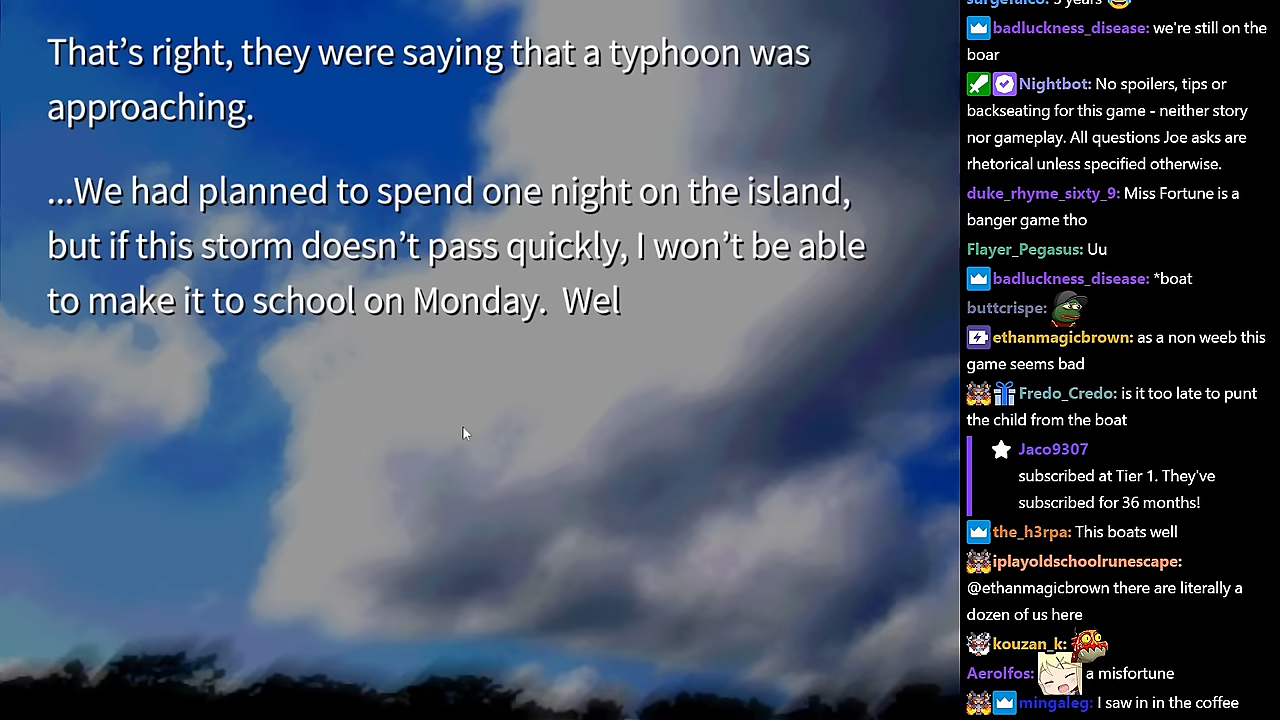 That’s right, they were saying that a typhoon was
approaching.
...We had planned to spend one night on the island,
but if this storm doesn’t pass quickly, I won’t be able
to make it to school on Monday.  Wel
surgefalco: 3 years
badluckness_disease: we're still on the
boar
Nightbot: No spoilers, tips or
backseating for this game - neither story
nor gameplay. All questions Joe asks are
rhetorical unless specified otherwise.
duke_rhyme_sixty_9: Miss Fortune is a
banger game tho
Flayer_Pegasus: Uu
badluckness_disease: *boat
buttcrispe:
ethanmagicbrown: as a non weeb this
game seems bad
Fredo_Credo: is it too late to punt
the child from the boat
Jaco9307
subscribed at Tier 1. They've
subscribed for 36 months!
the_h3rpa: This boats well
iplayoldschoolrunescape:
@ethanmagicbrown there are literally a
dozen of us here
kouzan_k:
Aerolfos: a misfortune
mingaleg: I saw in in the coffee